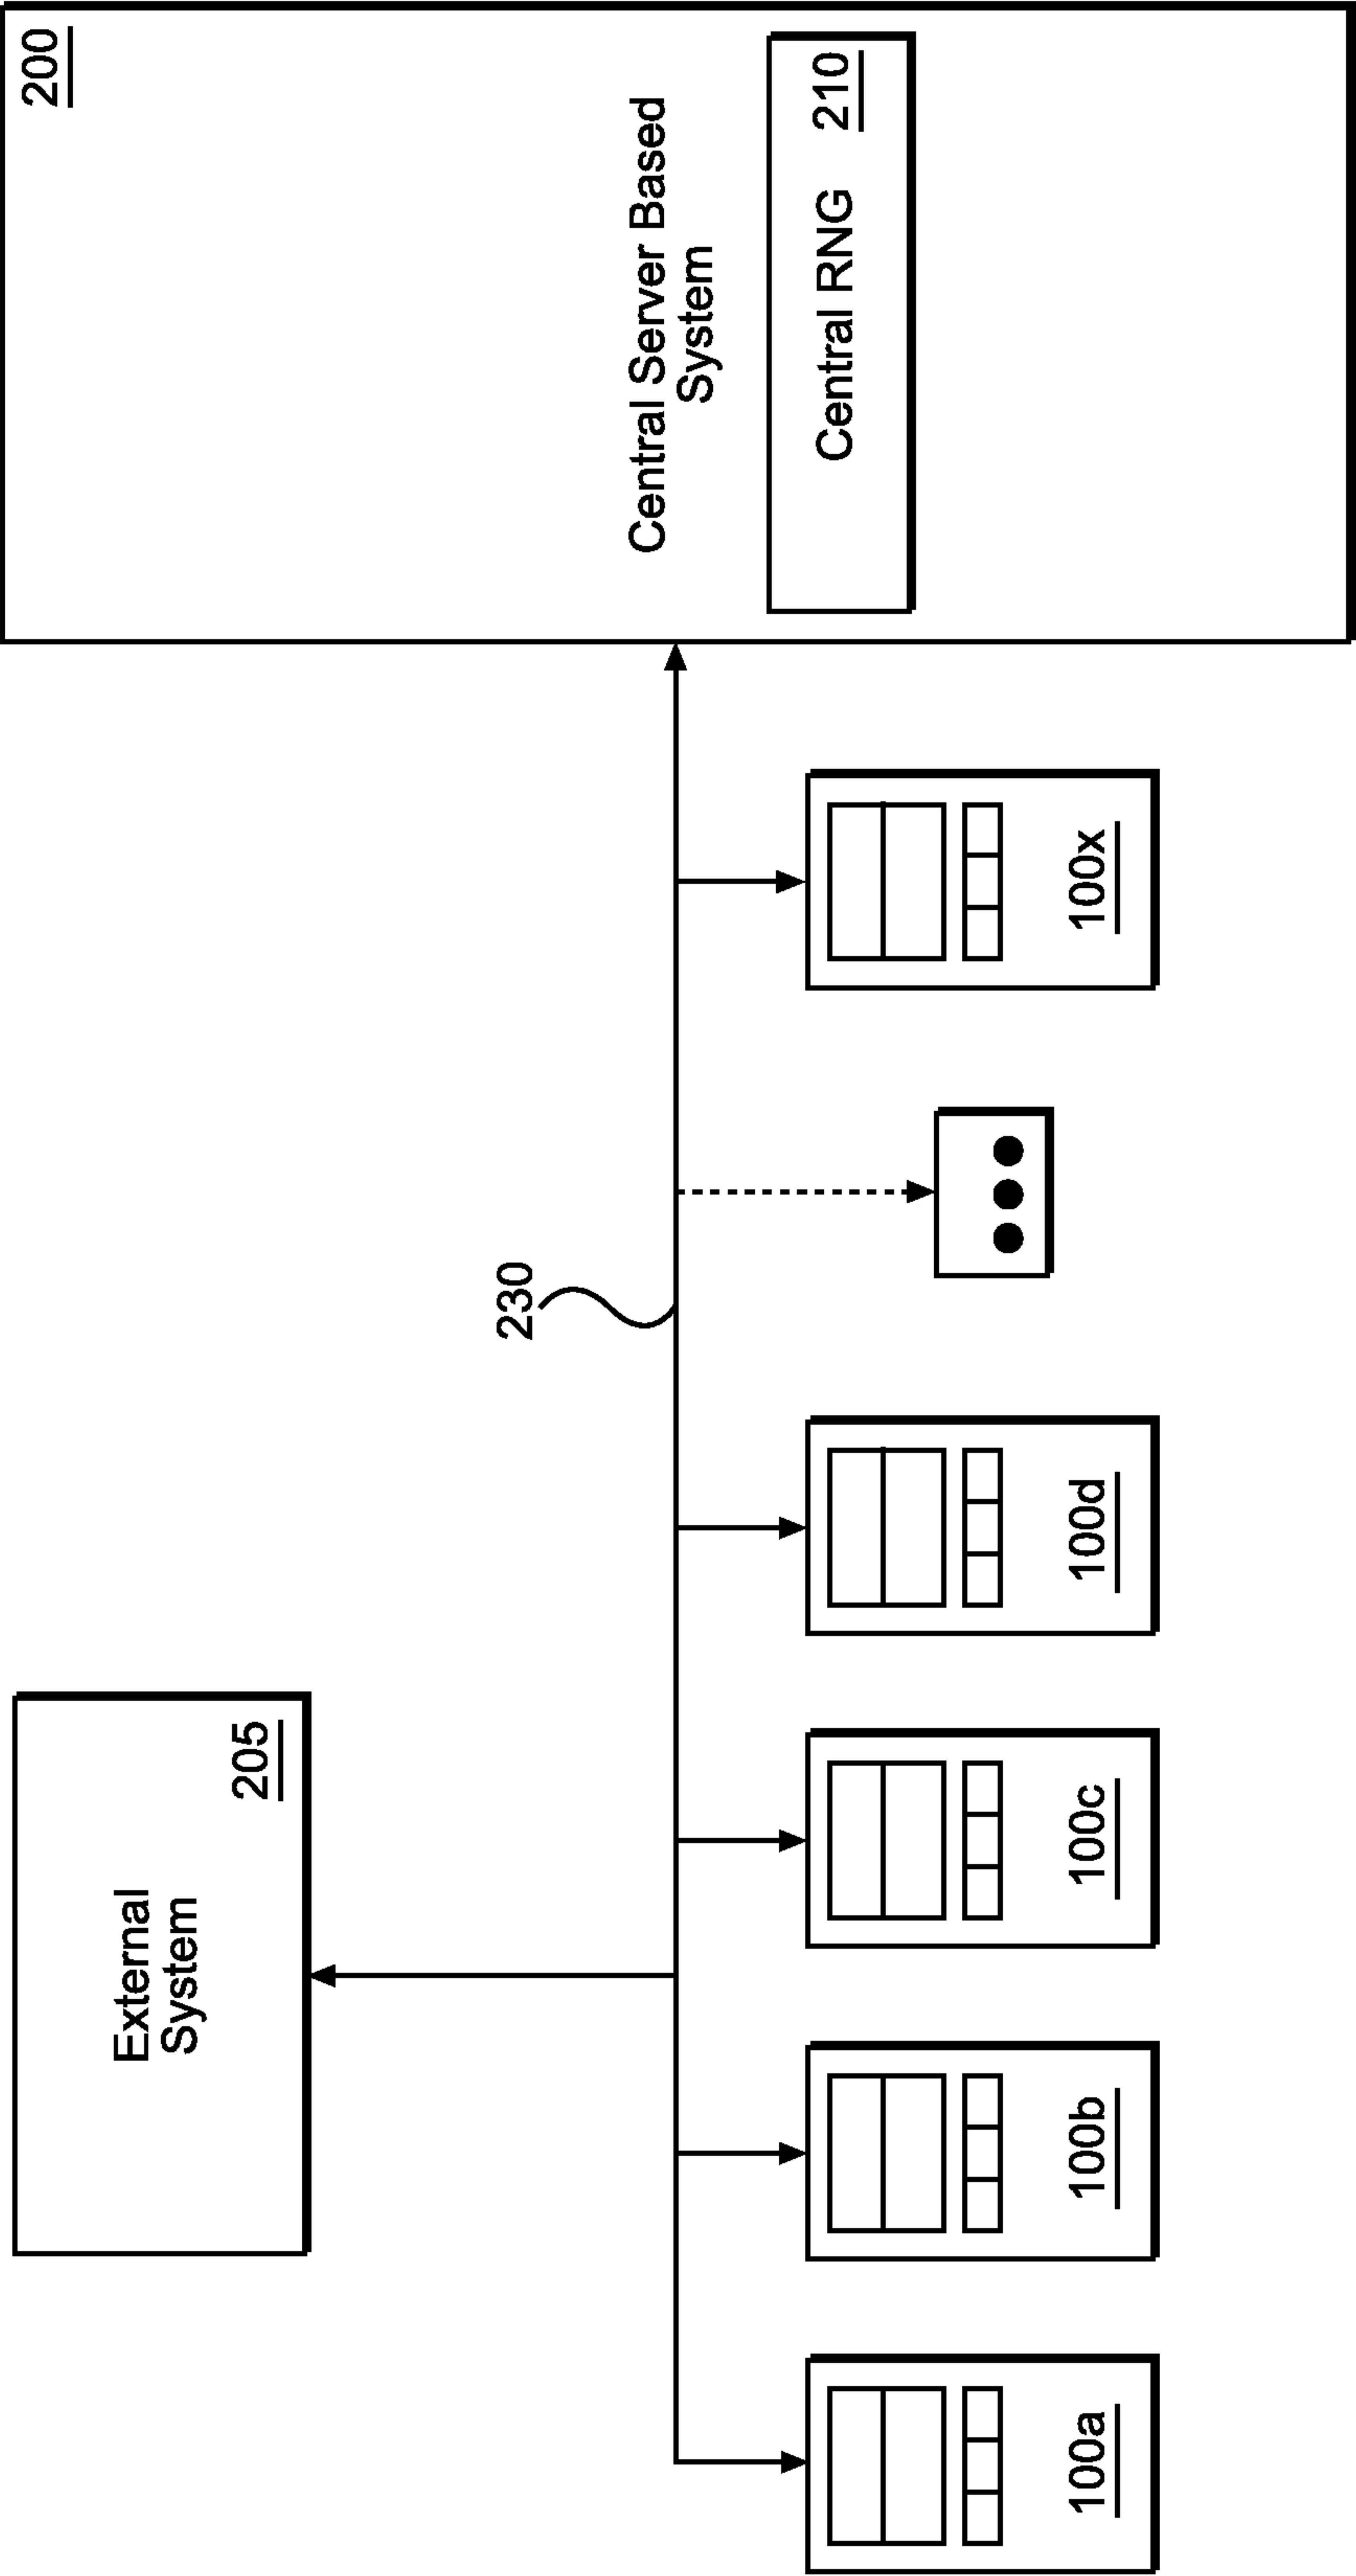 External
System
205
200
Central Server Based
System
Central RNG 210
230
100a
100b
100c
100d
100x